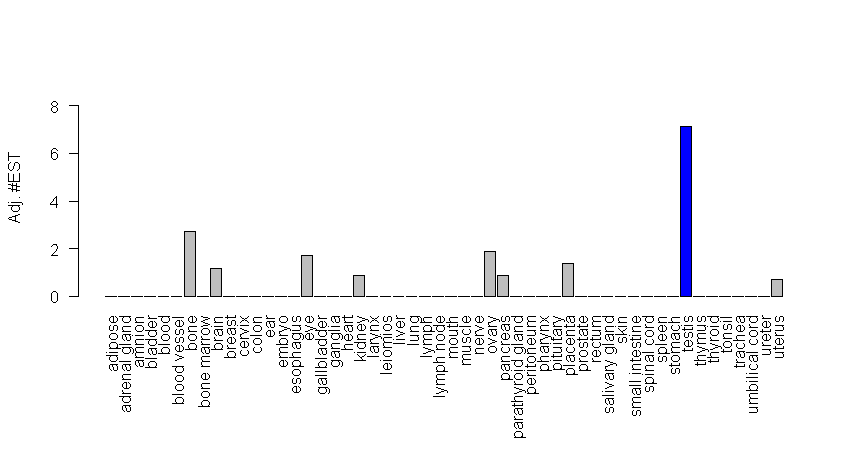 Adj. #EST
8
6
4
2
0
adipose
adrenal gland
amnion
bladder
blood
blood vessel
bone
bone marrow
brain
breast
cervix
colon
ear
embryo
esophagus
eye
gallbladder
ganglia
heart
kidney
larynx
leiomios
liver
lung
lymph
lymph node
mouth
muscle
nerve
ovary
pancreas
parathyroid gland
peritoneum
pharynx
pituitary
placenta
prostate
rectum
salivary gland
skin
small intestine
spinal cord
spleen
stomach
testis
thymus
thyroid
tonsil
trachea
umbilical cord
ureter
uterus